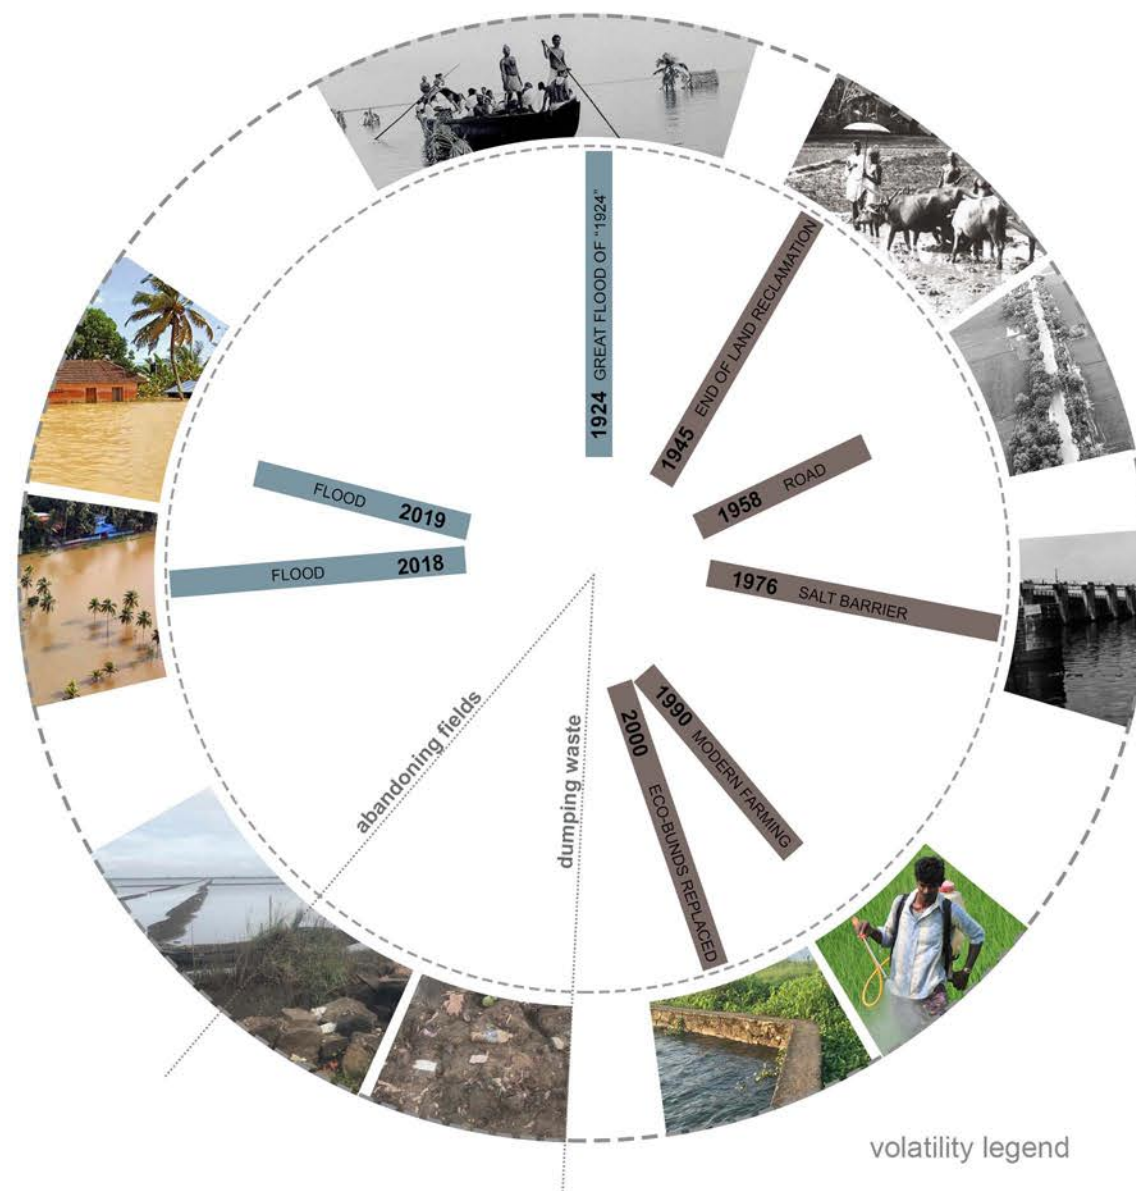 1924 GREAT FLOOD OF "1924"
1945 END OF LAND RECLAMATION
1958 ROAD
1976 SALT BARRIER
1990 MODERN FARMING
2000 ECO-BUNDS REPLACED
dumping waste
abandoning fields
FLOOD 2018
FLOOD 2019
volatility legend